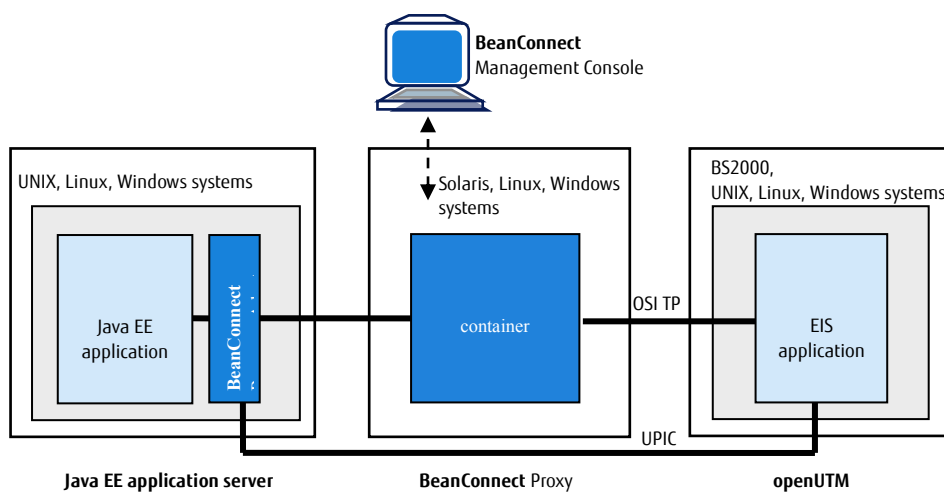 BeanConnect
Management Console
UNIX, Linux, Windows systems
Solaris, Linux, Windows
systems
BS2000,
UNIX, Linux, Windows systems
Java EE
application
BeanConnect
container
OSI TP
EIS
application
UPIC
Java EE application server
BeanConnect Proxy
openUTM